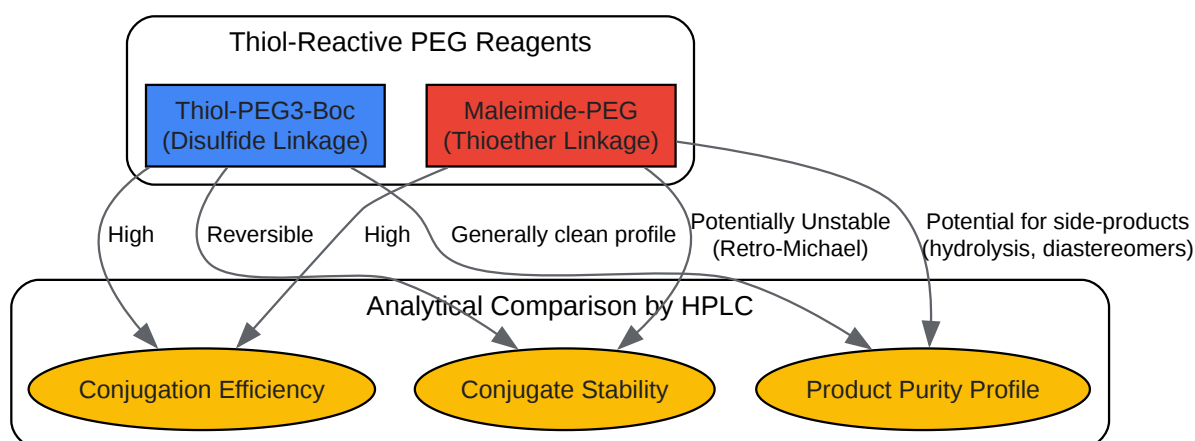 Thiol-Reactive PEG Reagents
Thiol-PEG3-Boc
(Disulfide Linkage)
Maleimide-PEG
(Thioether Linkage)
High
Reversible
High
Generally clean profile
Potentially Unstable
(Retro-Michael)
Potential for side-products
(hydrolysis, diastereomers)
Analytical Comparison by HPLC
Conjugation Efficiency
Conjugate Stability
Product Purity Profile